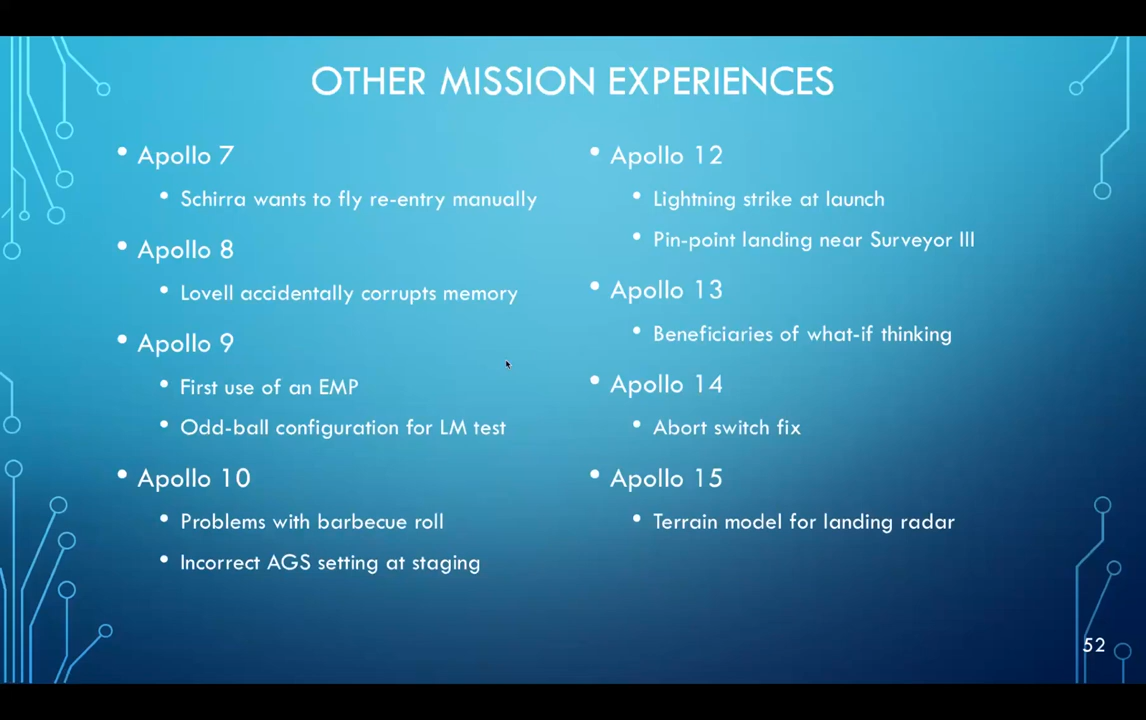 OTHER MISSION EXPERIENCES
• Apollo 7
• Schirra wants to fly re-entry manually
• Apollo 8
• Lovell accidentally corrupts memory
• Apollo 9
• First use of an EMP
• Odd-ball configuration for LM test
• Apollo 10
• Problems with barbecue roll
• Incorrect AGS setting at staging
• Apollo 12
• Lightning strike at launch
• Pin-point landing near Surveyor III
• Apollo 13
• Beneficiaries of what-if thinking
• Apollo 14
• Abort switch fix
• Apollo 15
• Terrain model for landing radar
52